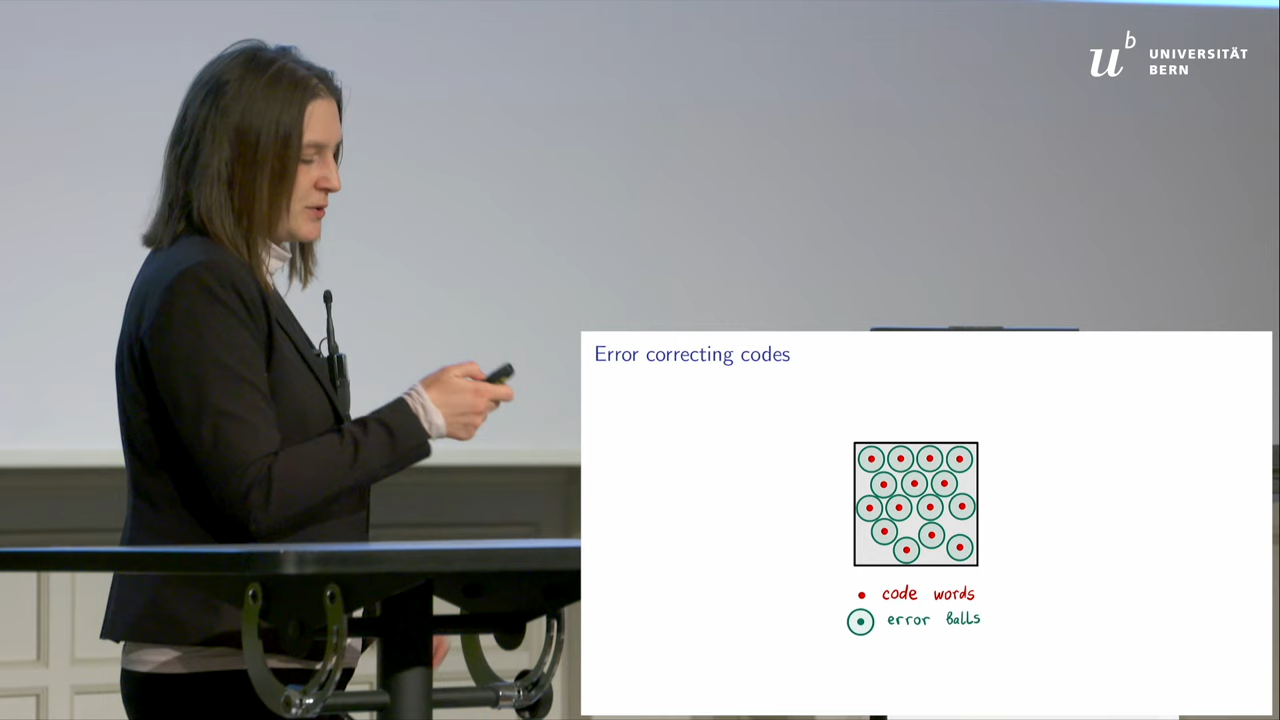 u b UNIVERSITÄT
BERN
Error correcting codes
code words
error balls